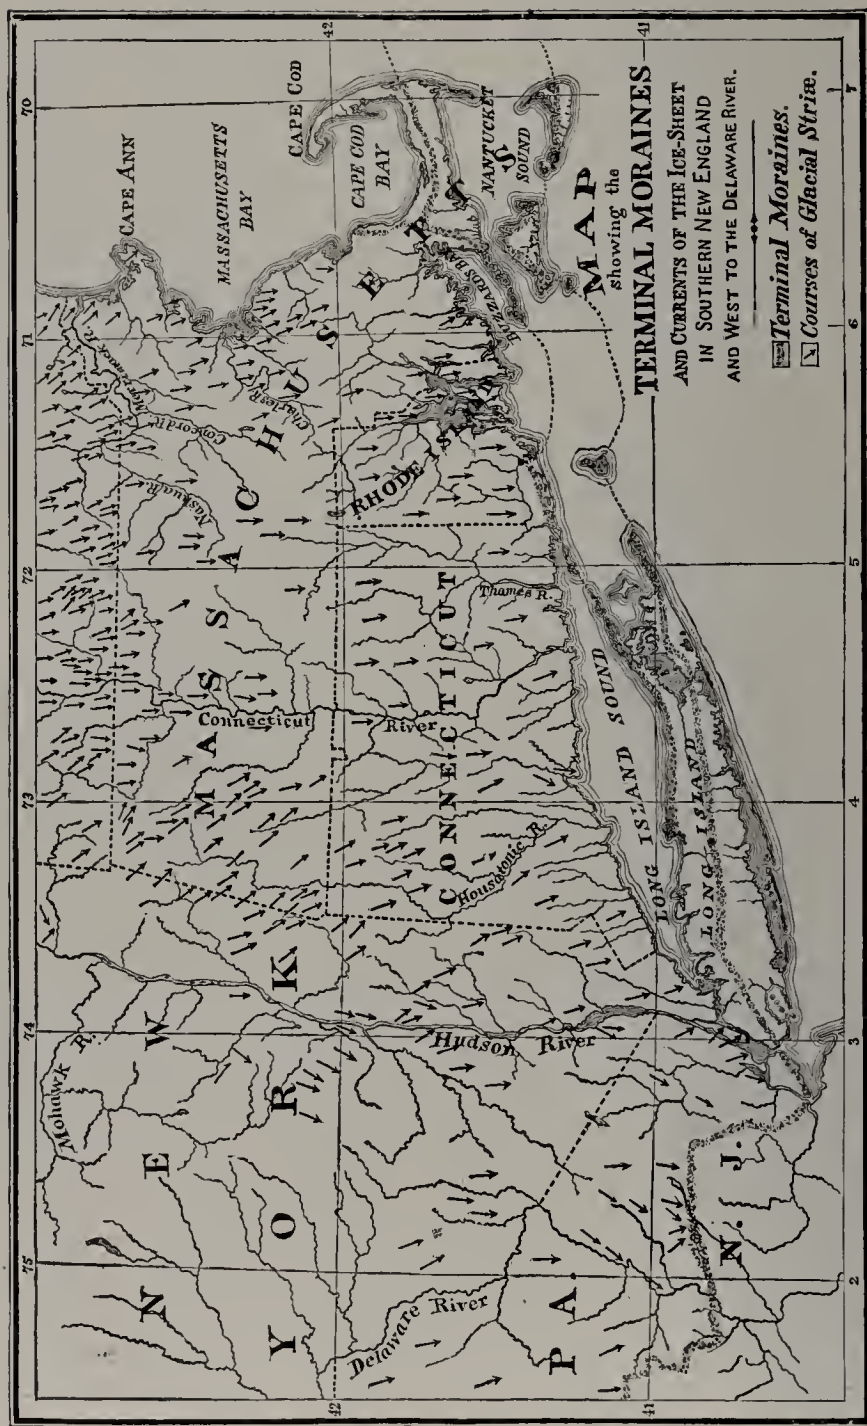 MAP
showing the
TERMINAL MORAINES
AND CURRENTS OF THE ICE-SHEET
IN SOUTHERN NEW ENGLAND
AND WEST TO THE DELAWARE RIVER.
Terminal Moraines.
Courses of Glacial Striæ.
75
74
73
72
71
70
42
42
41
41
2
3
4
5
6
7
NEW
YORK
MASSACHUSETTS
CONNECTICUT
RHODE ISLAND
PA.
N. J.
Mohawk R.
Hudson River
Delaware River
Housatonic R.
Connecticut River
Thames R.
Nashua R.
Concord R.
Merrimack R.
Charles R.
CAPE ANN
MASSACHUSETTS
BAY
CAPE COD
CAPE COD
BAY
NANTUCKET
SOUND
BUZZARDS BAY
LONG ISLAND SOUND
LONG ISLAND